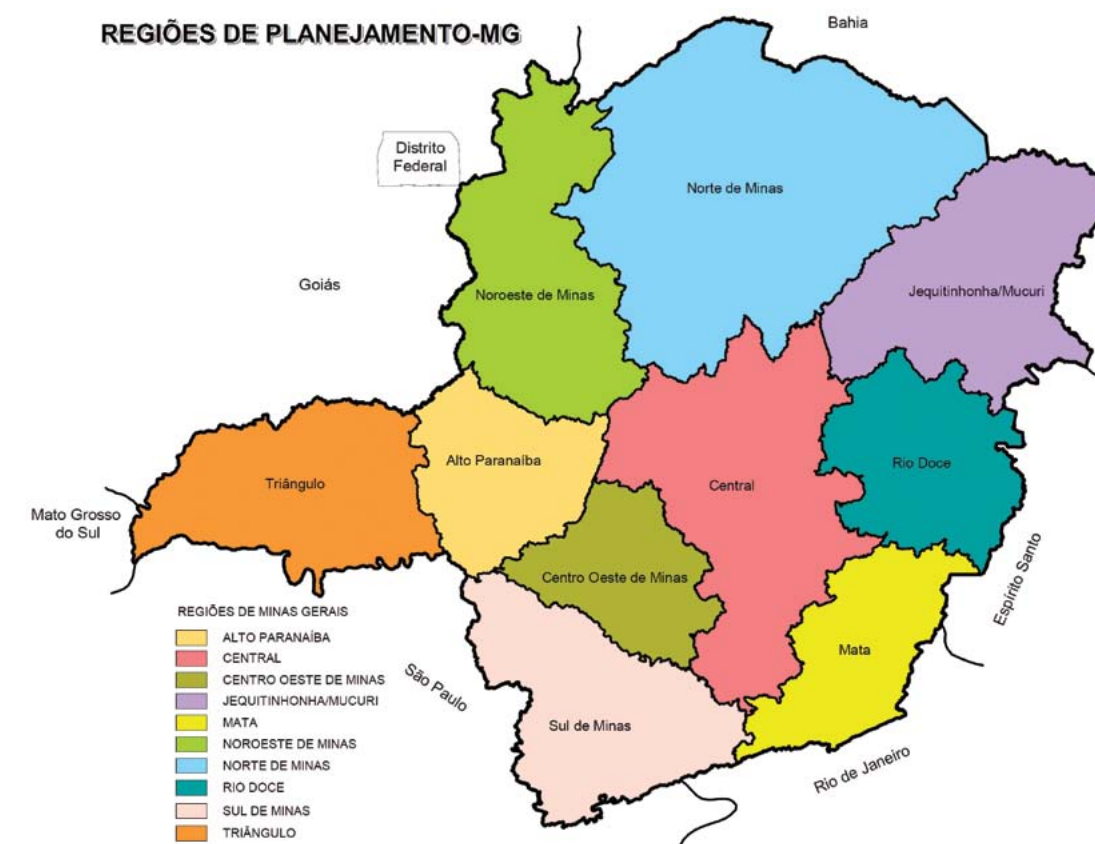 REGIÕES DE PLANEJAMENTO-MG
Bahia
Distrito
Federal
Norte de Minas
Goiás
Noroeste de Minas
Jequitinhonha/Mucuri
Alto Paranaíba
Rio Doce
Triângulo
Central
Mato Grosso
do Sul
Centro Oeste de Minas
Espírito Santo
Mata
São Paulo
Sul de Minas
Rio de Janeiro
REGIÕES DE MINAS GERAIS
ALTO PARANAÍBA
CENTRAL
CENTRO OESTE DE MINAS
JEQUITINHONHA/MUCURI
MATA
NOROESTE DE MINAS
NORTE DE MINAS
RIO DOCE
SUL DE MINAS
TRIÂNGULO